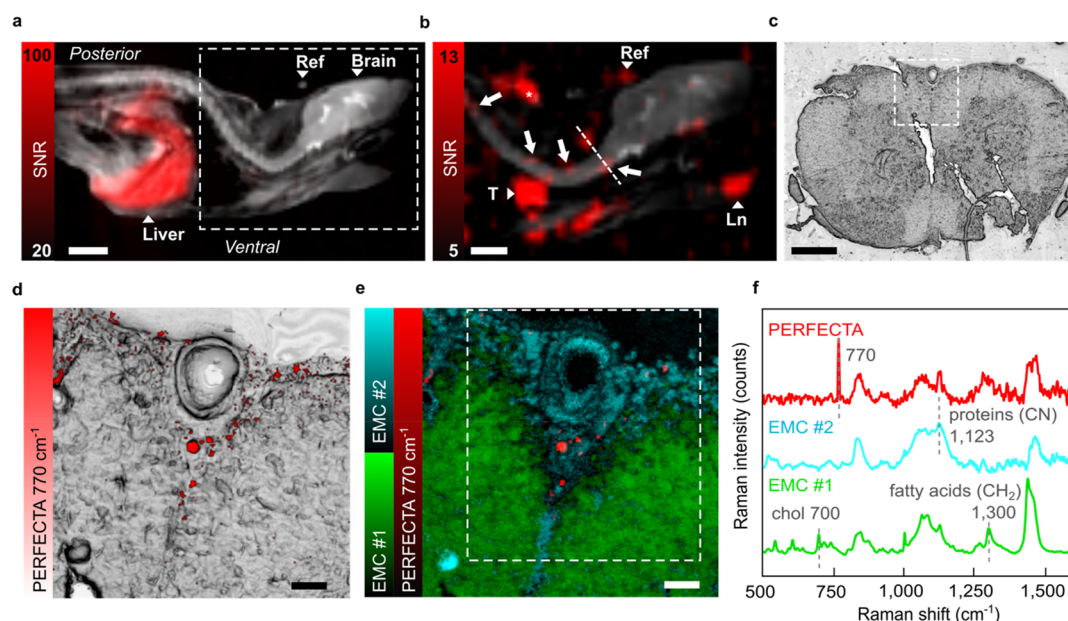 a
100
SNR
20
Posterior
Ref
Brain
Liver
Ventral
b
13
SNR
5
Ref
*
T
Ln
c
d
PERFECTA 770 cm⁻¹
e
EMC #2
EMC #1
PERFECTA 770 cm⁻¹
f
Raman intensity (counts)
PERFECTA
770
proteins (CN)
1,123
EMC #2
EMC #1
fatty acids (CH₂)
chol 700
1,300
500 750 1,000 1,250 1,500
Raman shift (cm⁻¹)